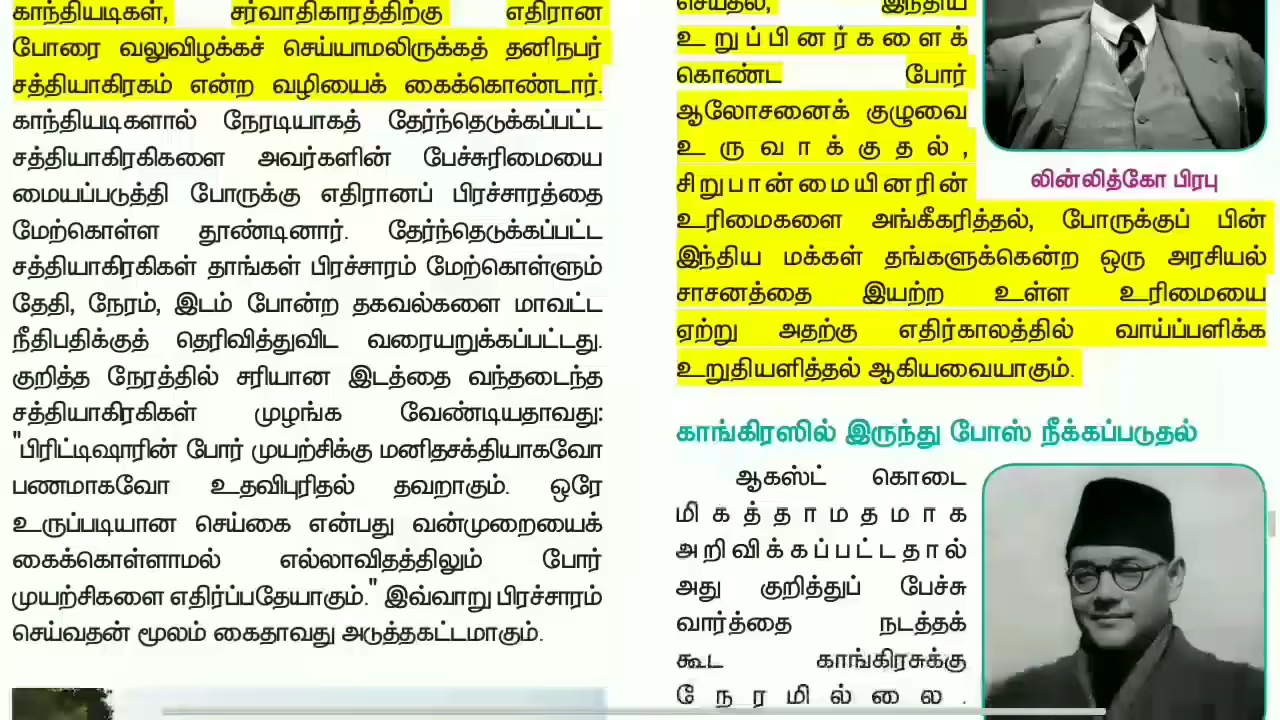 காந்தியடிகள், சர்வாதிகாரத்திற்கு எதிரான
போரை வலுவிழக்கச் செய்யாமலிருக்கத் தனிநபர்
சத்தியாகிரகம் என்ற வழியைக் கைக்கொண்டார்.
காந்தியடிகளால் நேரடியாகத் தேர்ந்தெடுக்கப்பட்ட
சத்தியாகிரகிகளை அவர்களின் பேச்சுரிமையை
மையப்படுத்தி போருக்கு எதிரானப் பிரச்சாரத்தை
மேற்கொள்ள தூண்டினார். தேர்ந்தெடுக்கப்பட்ட
சத்தியாகிரகிகள் தாங்கள் பிரச்சாரம் மேற்கொள்ளும்
தேதி, நேரம், இடம் போன்ற தகவல்களை மாவட்ட
நீதிபதிக்குத் தெரிவித்துவிட வரையறுக்கப்பட்டது.
குறித்த நேரத்தில் சரியான இடத்தை வந்தடைந்த
சத்தியாகிரகிகள் முழங்க வேண்டியதாவது:
"பிரிட்டிஷாரின் போர் முயற்சிக்கு மனிதசக்தியாகவோ
பணமாகவோ உதவிபுரிதல் தவறாகும். ஒரே
உருப்படியான செய்கை என்பது வன்முறையைக்
கைக்கொள்ளாமல் எல்லாவிதத்திலும் போர்
முயற்சிகளை எதிர்ப்பதேயாகும்." இவ்வாறு பிரச்சாரம்
செய்வதன் மூலம் கைதாவது அடுத்தகட்டமாகும்.
செய்தல், இந்திய
உறுப்பினர்களைக்
கொண்ட போர்
ஆலோசனைக் குழுவை
உருவாக்குதல்,
சிறுபான்மையினரின்
உரிமைகளை அங்கீகரித்தல், போருக்குப் பின்
இந்திய மக்கள் தங்களுக்கென்ற ஒரு அரசியல்
சாசனத்தை இயற்ற உள்ள உரிமையை
ஏற்று அதற்கு எதிர்காலத்தில் வாய்ப்பளிக்க
உறுதியளித்தல் ஆகியவையாகும்.
லின்லித்கோ பிரபு
காங்கிரஸில் இருந்து போஸ் நீக்கப்படுதல்
ஆகஸ்ட் கொடை
மிகத்தாமதமாக
அறிவிக்கப்பட்டதால்
அது குறித்துப் பேச்சு
வார்த்தை நடத்தக்
கூட காங்கிரசுக்கு
நேரமில்லை.